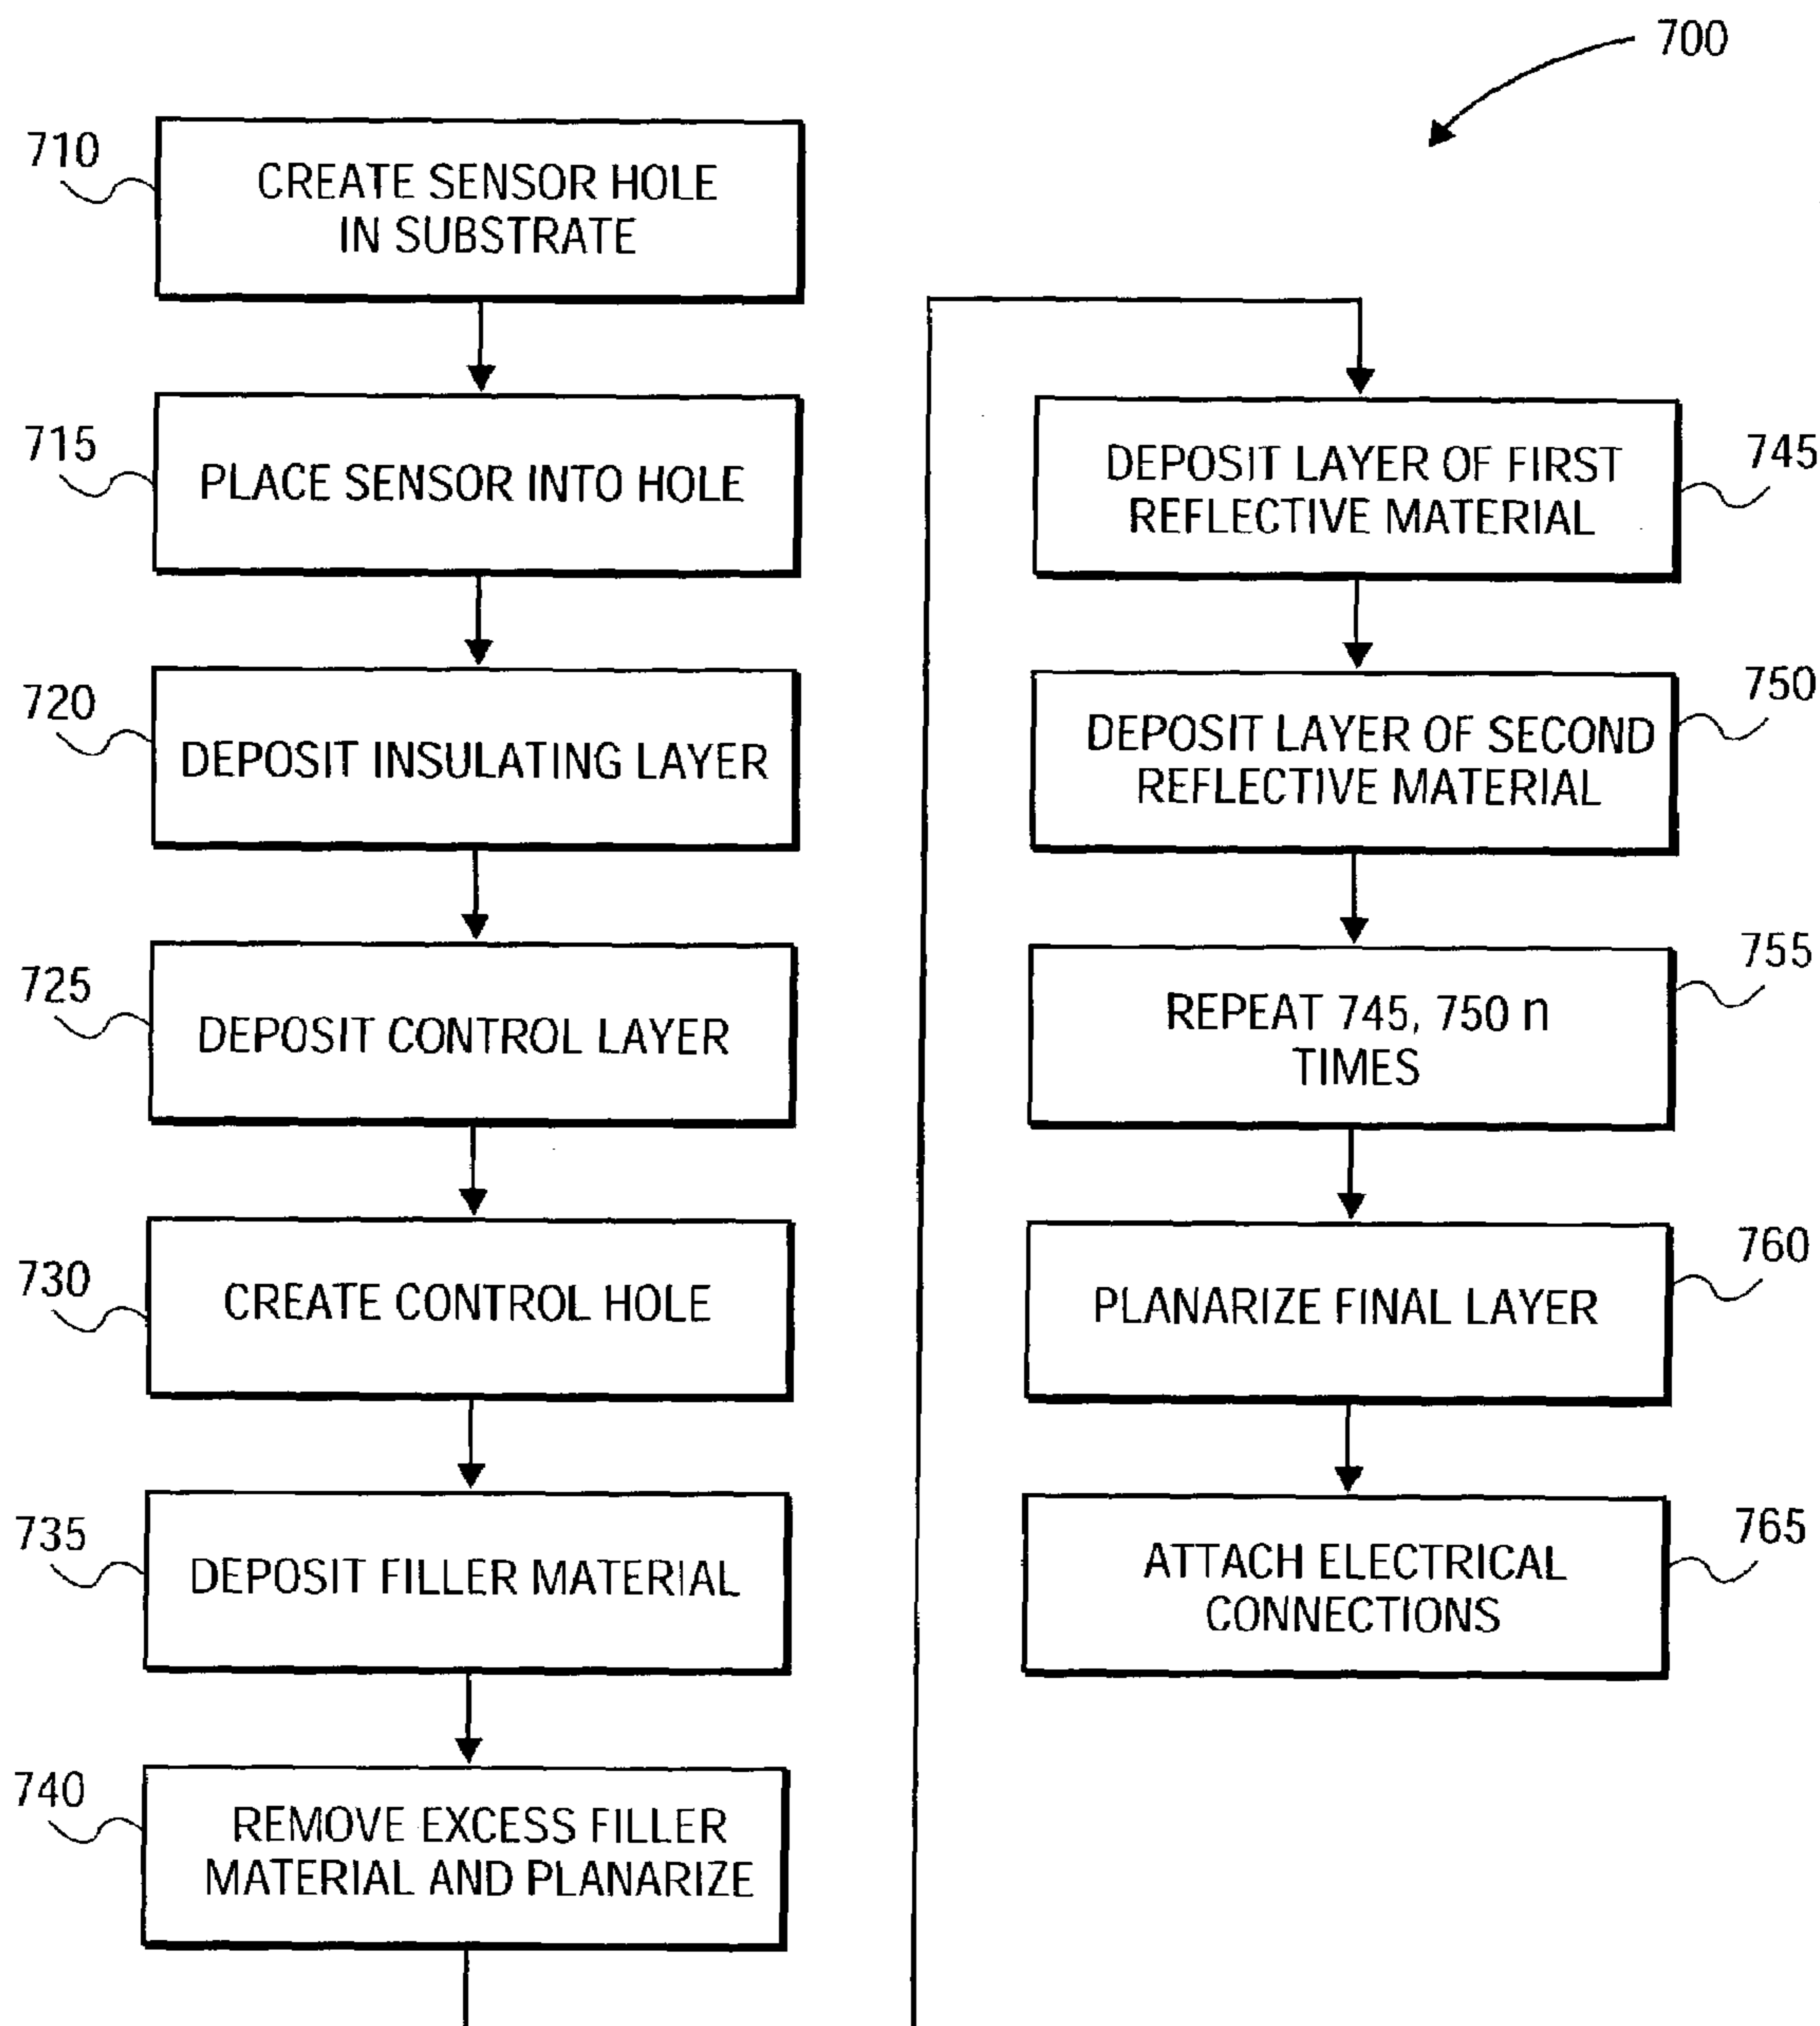 700
710
CREATE SENSOR HOLE
IN SUBSTRATE
715
PLACE SENSOR INTO HOLE
720
DEPOSIT INSULATING LAYER
725
DEPOSIT CONTROL LAYER
730
CREATE CONTROL HOLE
735
DEPOSIT FILLER MATERIAL
740
REMOVE EXCESS FILLER
MATERIAL AND PLANARIZE
745
DEPOSIT LAYER OF FIRST
REFLECTIVE MATERIAL
750
DEPOSIT LAYER OF SECOND
REFLECTIVE MATERIAL
755
REPEAT 745, 750 n
TIMES
760
PLANARIZE FINAL LAYER
765
ATTACH ELECTRICAL
CONNECTIONS